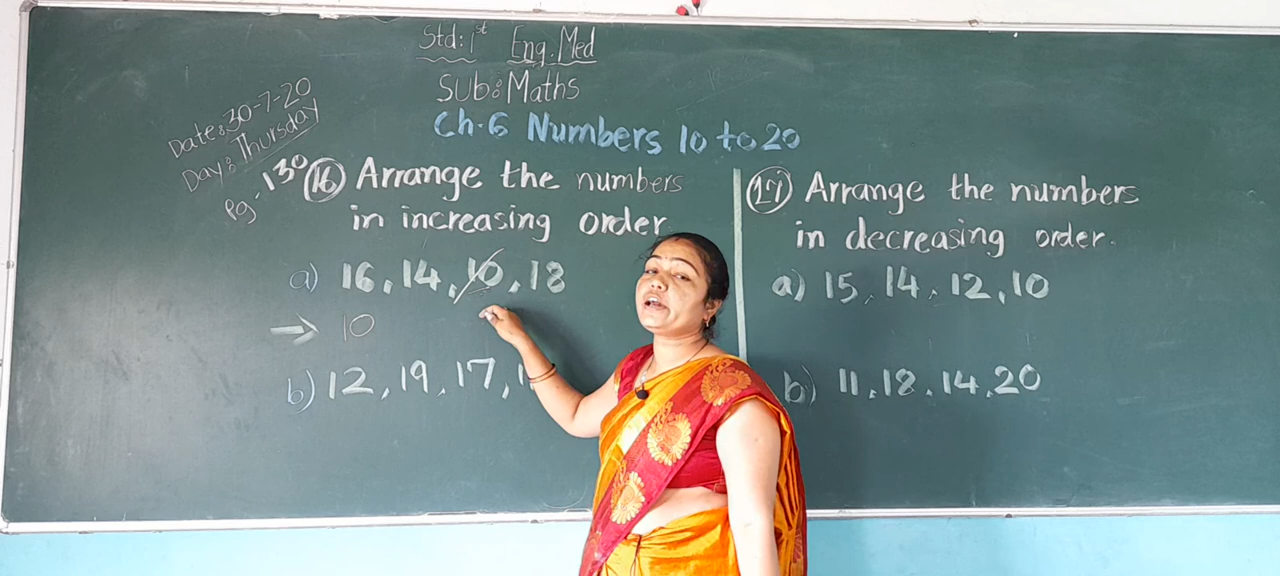 Std: 1st Eng. Med
Sub: Maths
Ch-6 Numbers 10 to 20
Date: 30-7-20
Day: Thursday
Pg-130
(16) Arrange the numbers
in increasing order.
a) 16, 14, 10, 18
→ 10
b) 12, 19, 17,
(17) Arrange the numbers
in decreasing order.
a) 15, 14, 12, 10
b) 11, 18, 14, 20